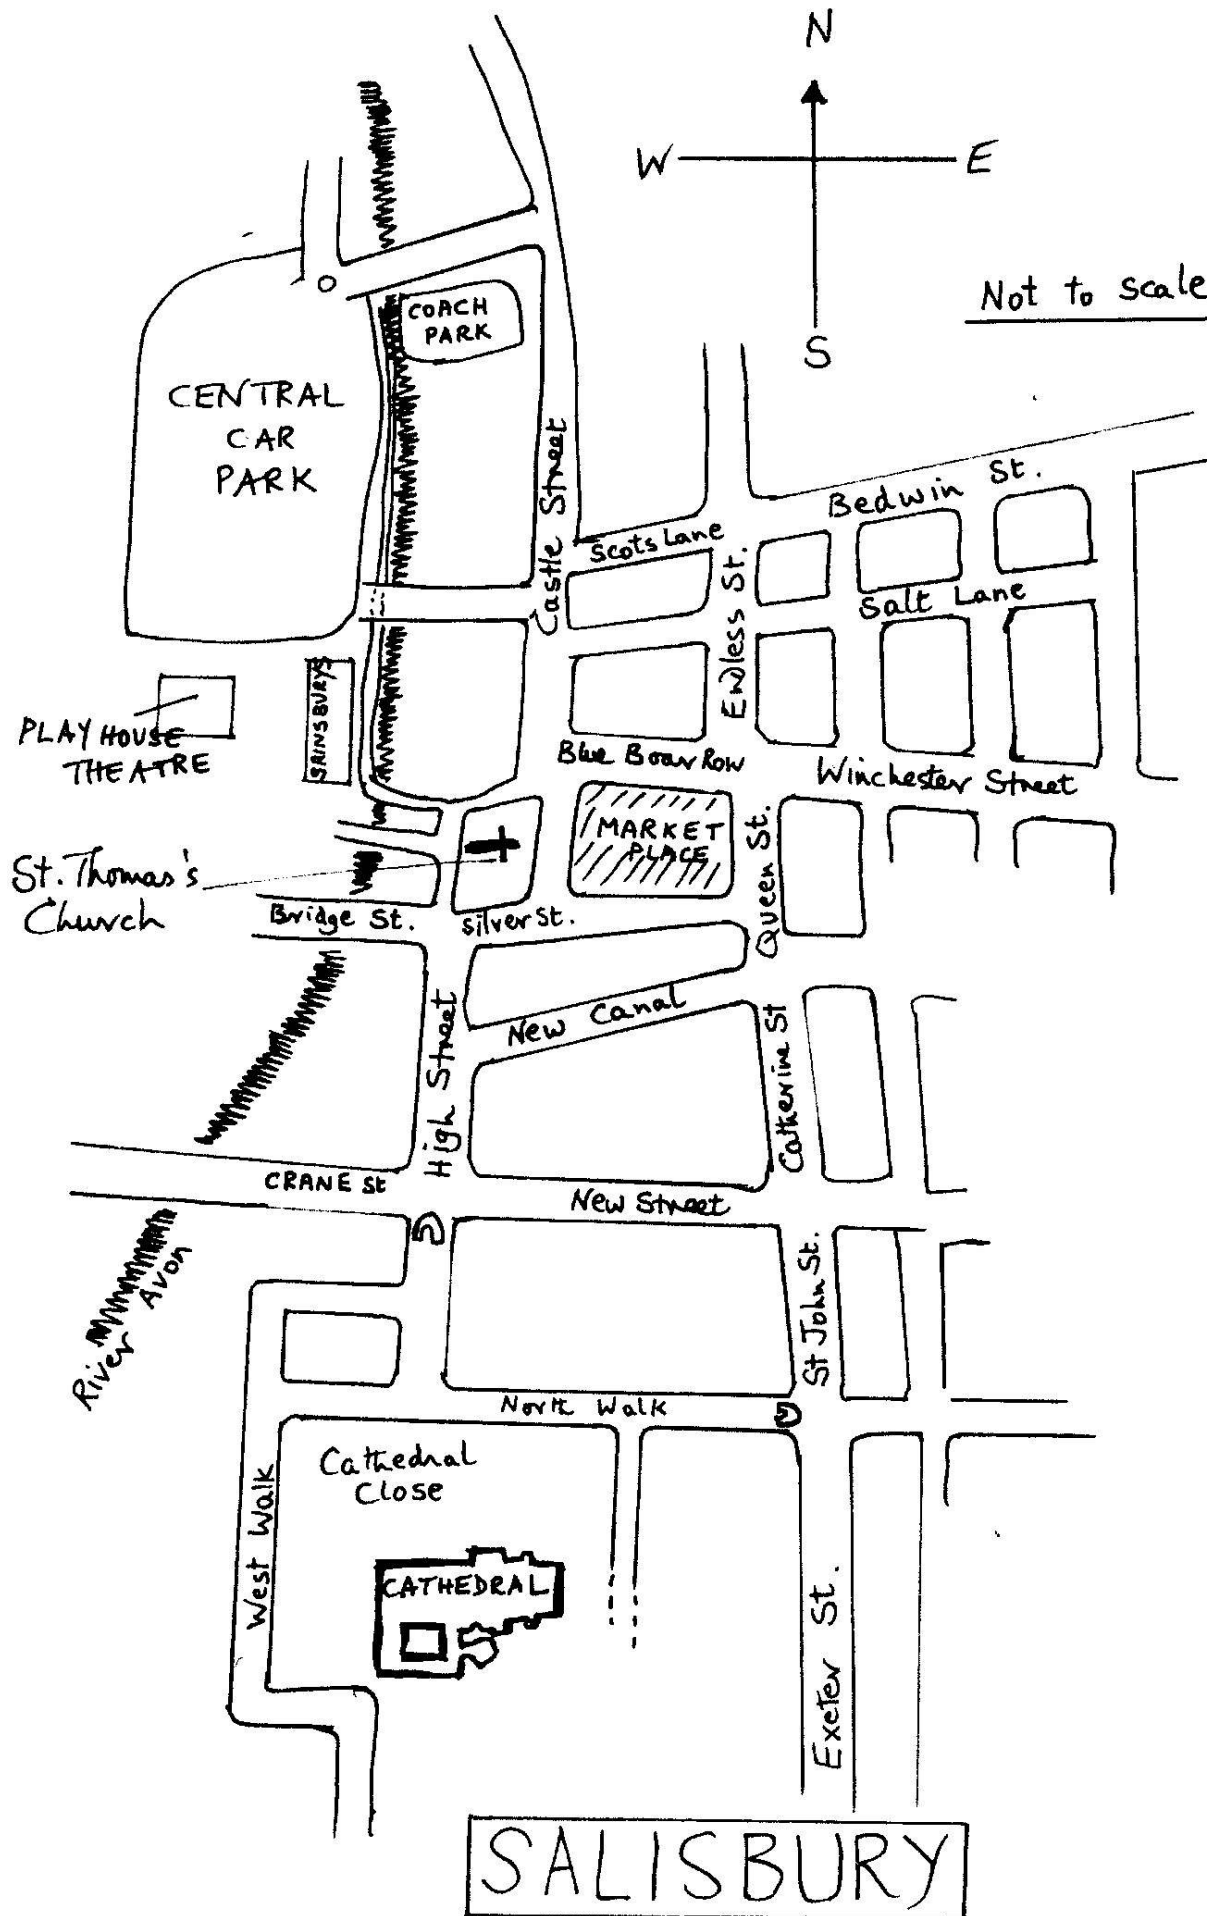 N
W
E
S
Not to scale
COACH
PARK
CENTRAL
CAR
PARK
Castle Street
Scots Lane
Bedwin St.
Endless St.
Salt Lane
SAINSBURYS
PLAYHOUSE
THEATRE
Blue Boar Row
Winchester Street
MARKET
PLACE
Queen St.
St. Thomas's
Church
Bridge St.
Silver St.
New Canal
High Street
Catherine St
CRANE St
New Street
River Avon
St John St.
North Walk
Cathedral
Close
West Walk
CATHEDRAL
Exeter St.
SALISBURY